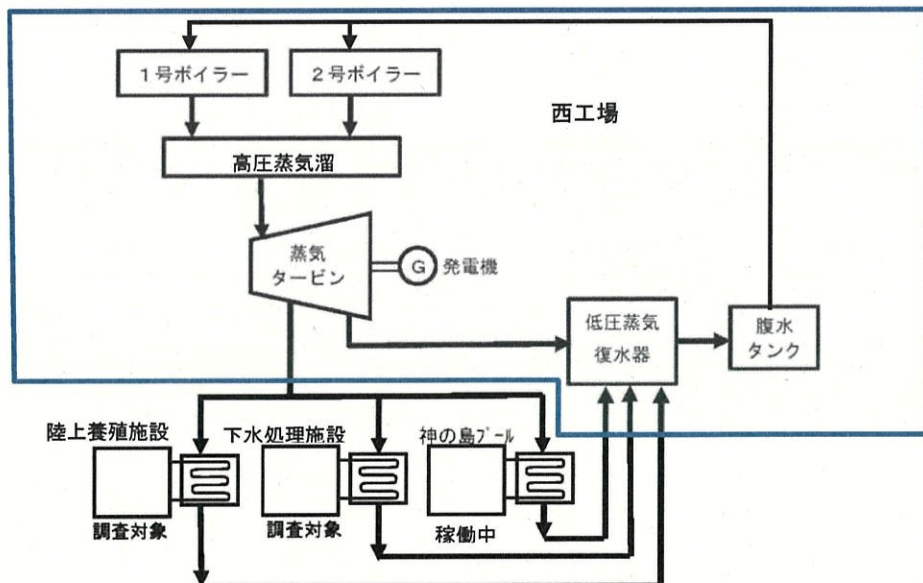 1号ボイラー
2号ボイラー
西工場
高圧蒸気溜
蒸気
タービン
G
発電機
低圧蒸気
復水器
腹水
タンク
陸上養殖施設
下水処理施設
神の島プール
調査対象
調査対象
稼働中